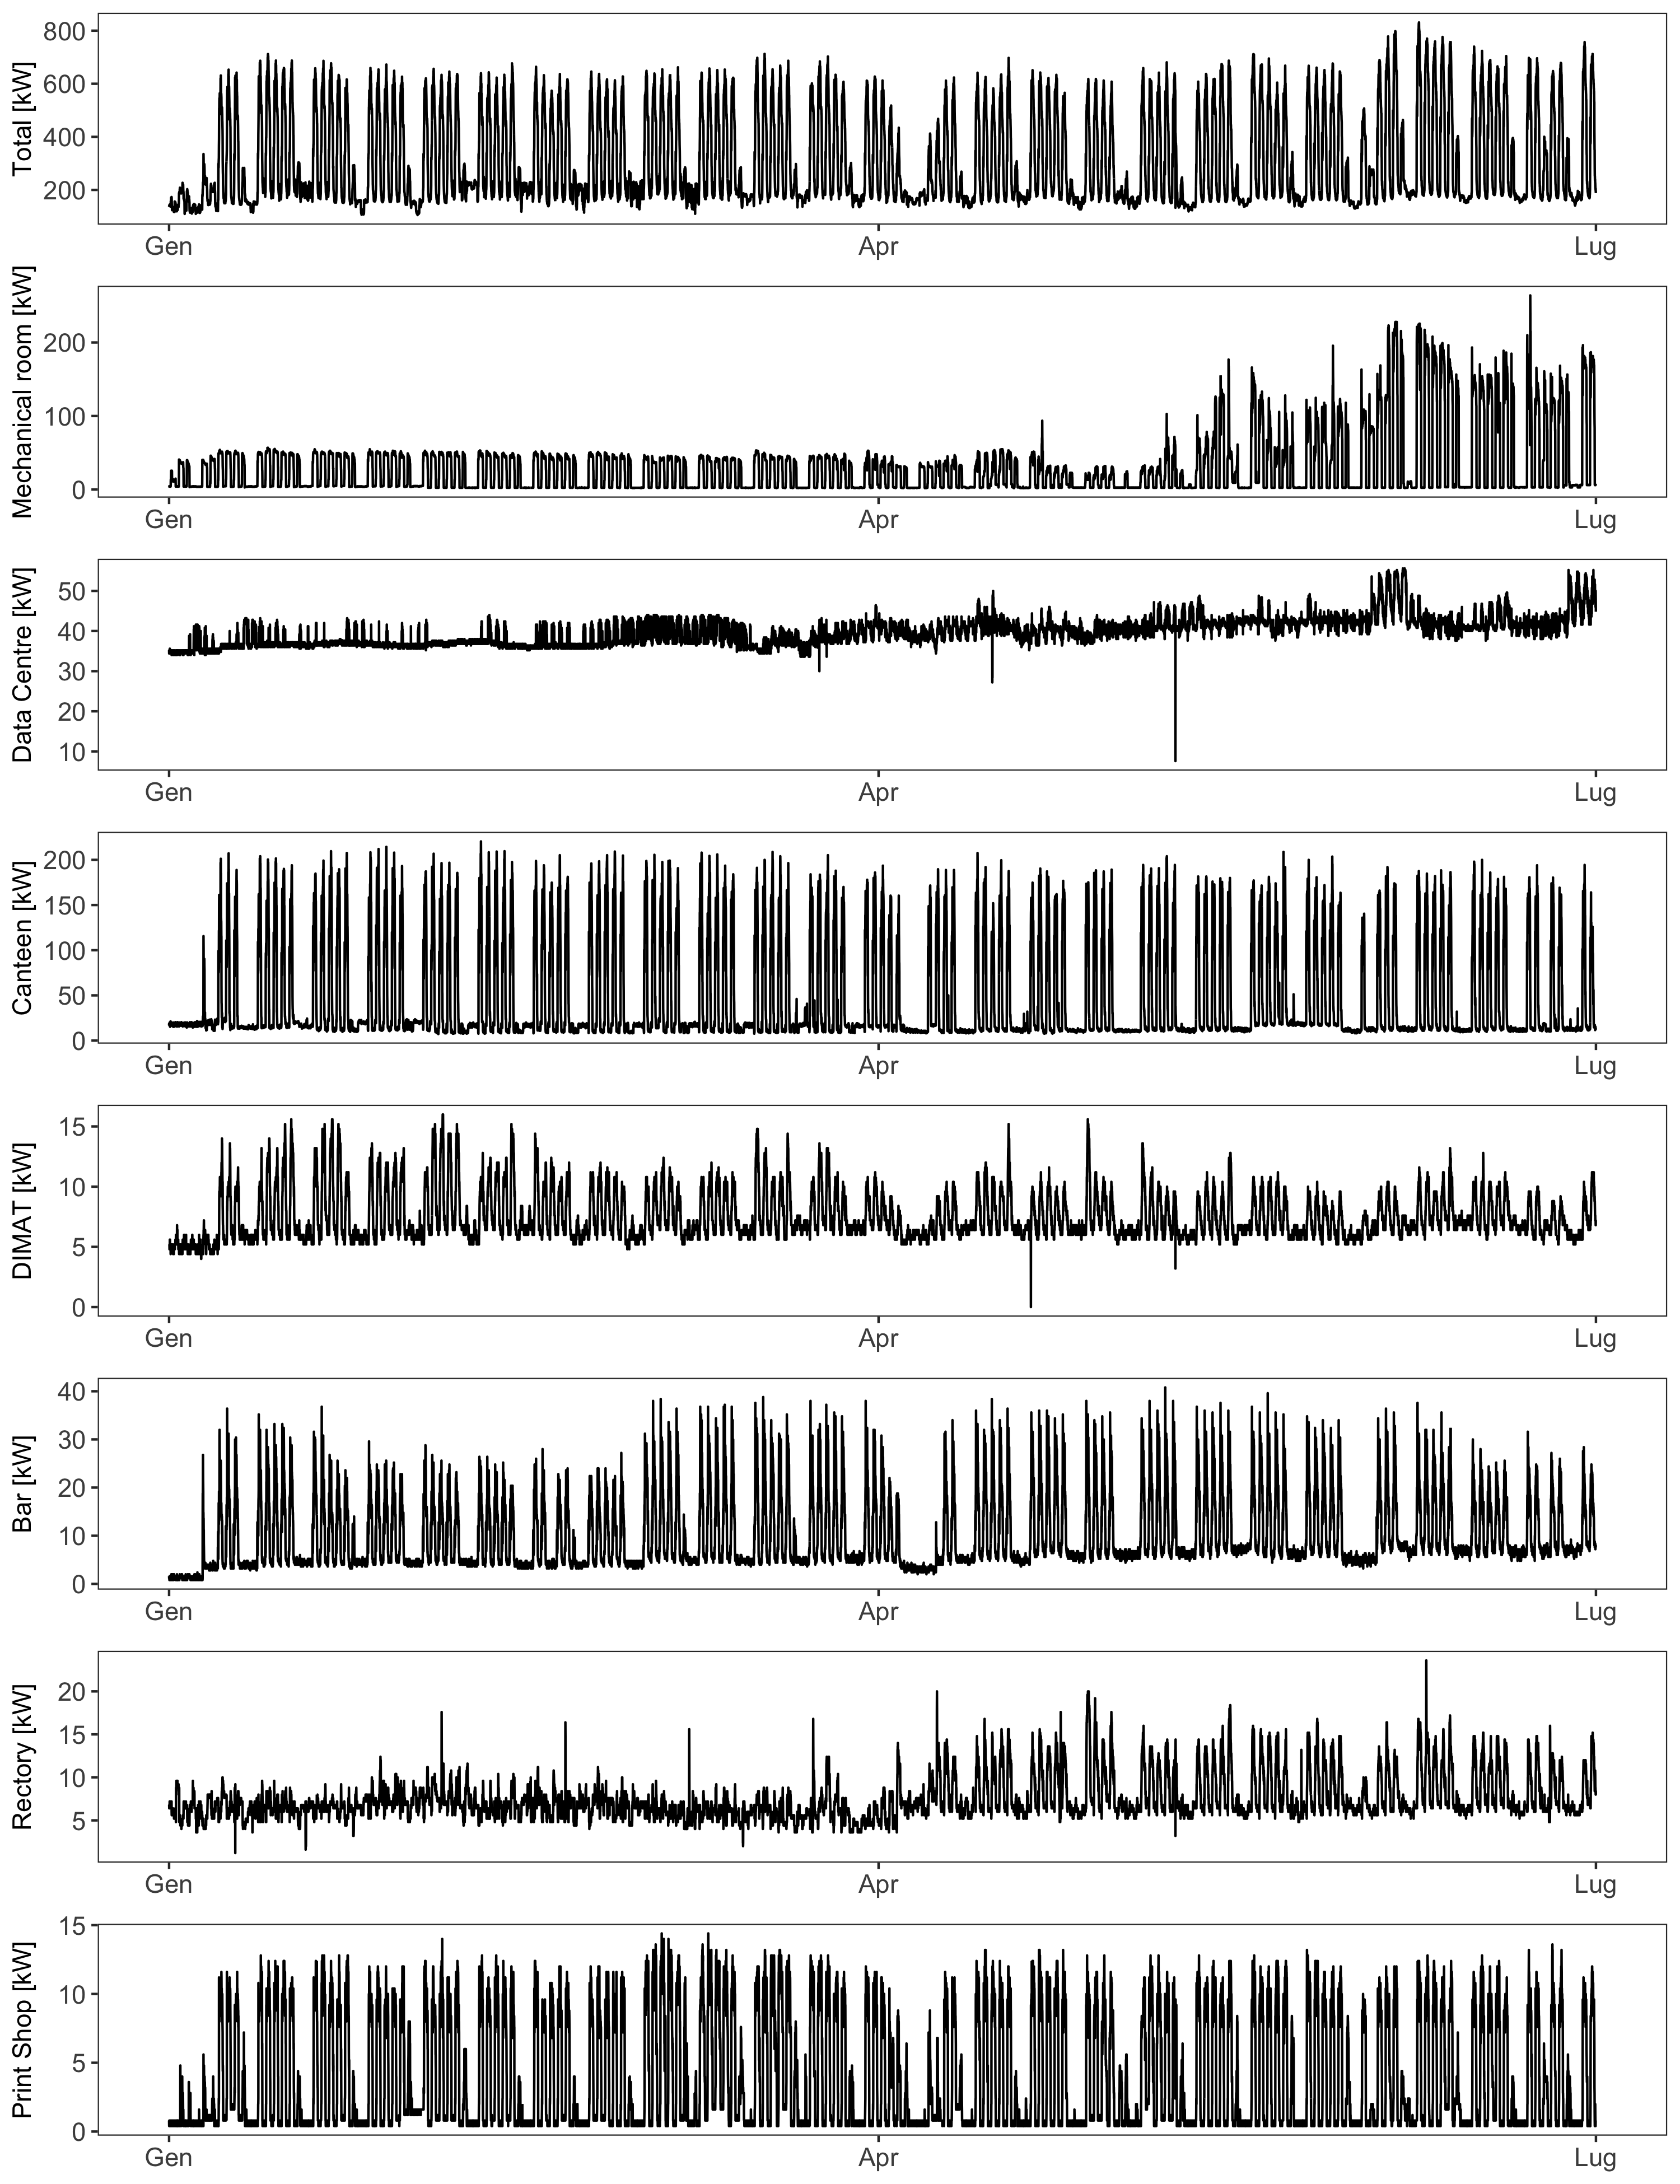 Total [kW]
800
600
400
200
Gen Apr Lug
Mechanical room [kW]
200
100
0
Gen Apr Lug
Data Centre [kW]
50
40
30
20
10
Gen Apr Lug
Canteen [kW]
200
150
100
50
0
Gen Apr Lug
DIMAT [kW]
15
10
5
0
Gen Apr Lug
Bar [kW]
40
30
20
10
0
Gen Apr Lug
Rectory [kW]
20
15
10
5
Gen Apr Lug
Print Shop [kW]
15
10
5
0
Gen Apr Lug